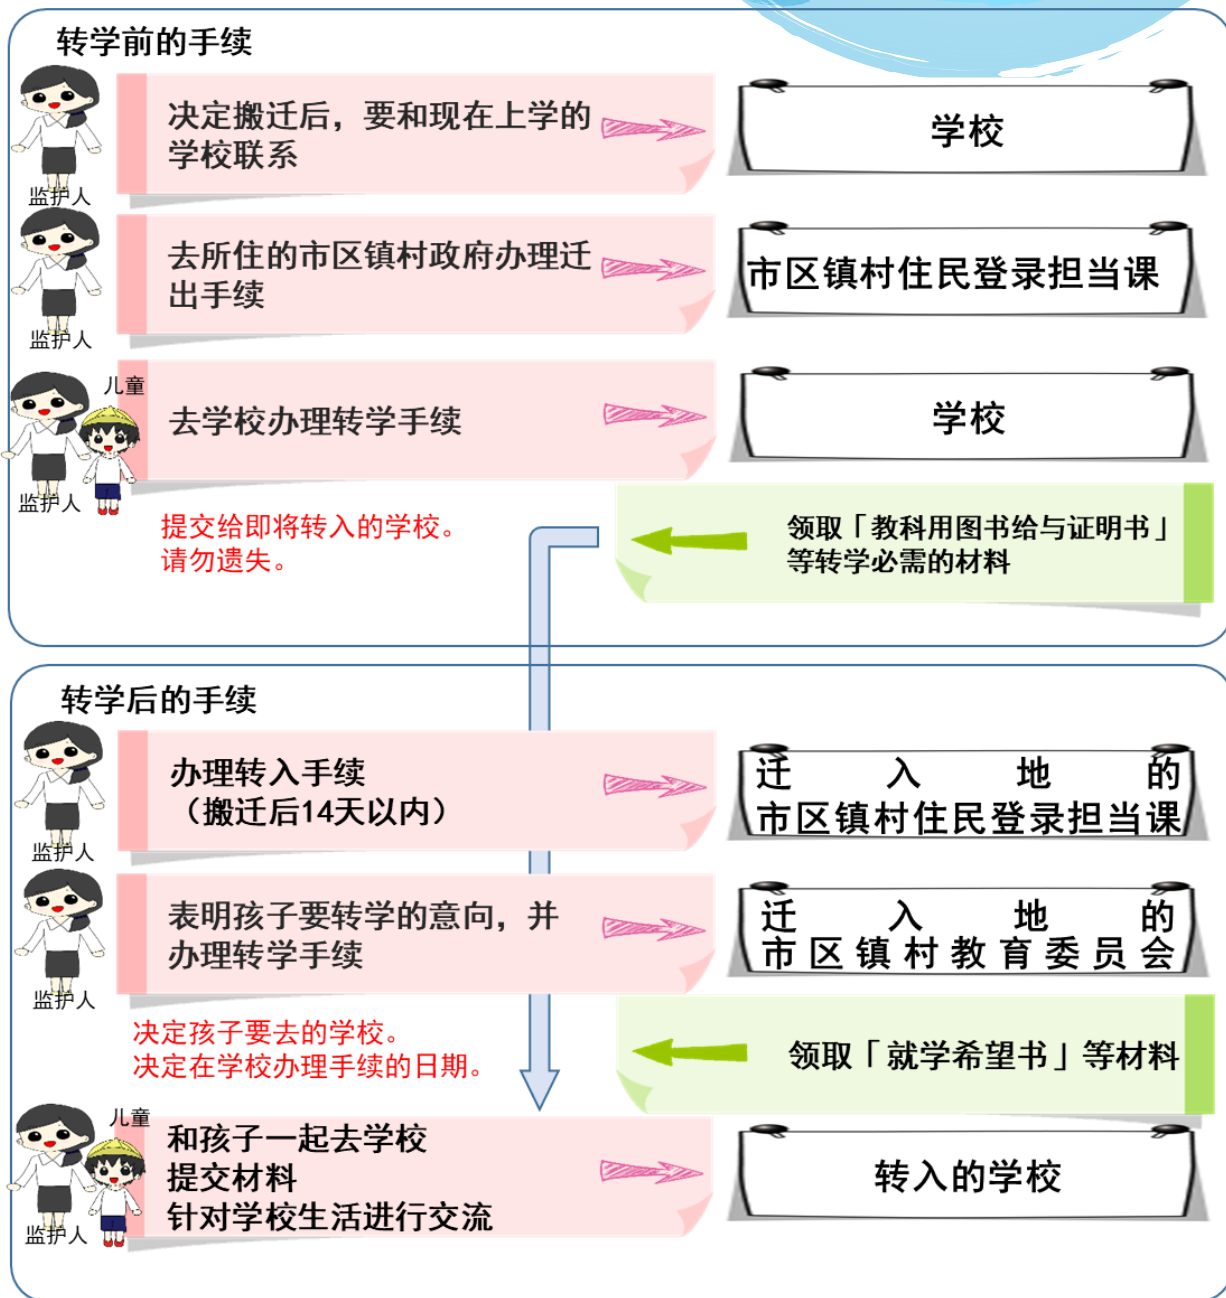 转学前的手续
决定搬迁后，要和现在上学的
学校联系
学校
监护人
去所住的市区镇村政府办理迁
出手续
市区镇村住民登录担当课
监护人
儿童
去学校办理转学手续
学校
监护人
提交给即将转入的学校。
请勿遗失。
领取「教科用图书给与证明书」
等转学必需的材料
转学后的手续
办理转入手续
（搬迁后14天以内）
迁入地的
市区镇村住民登录担当课
监护人
表明孩子要转学的意向，并
办理转学手续
迁入地的
市区镇村教育委员会
监护人
决定孩子要去的学校。
决定在学校办理手续的日期。
领取「就学希望书」等材料
儿童
和孩子一起去学校
提交材料
针对学校生活进行交流
转入的学校
监护人